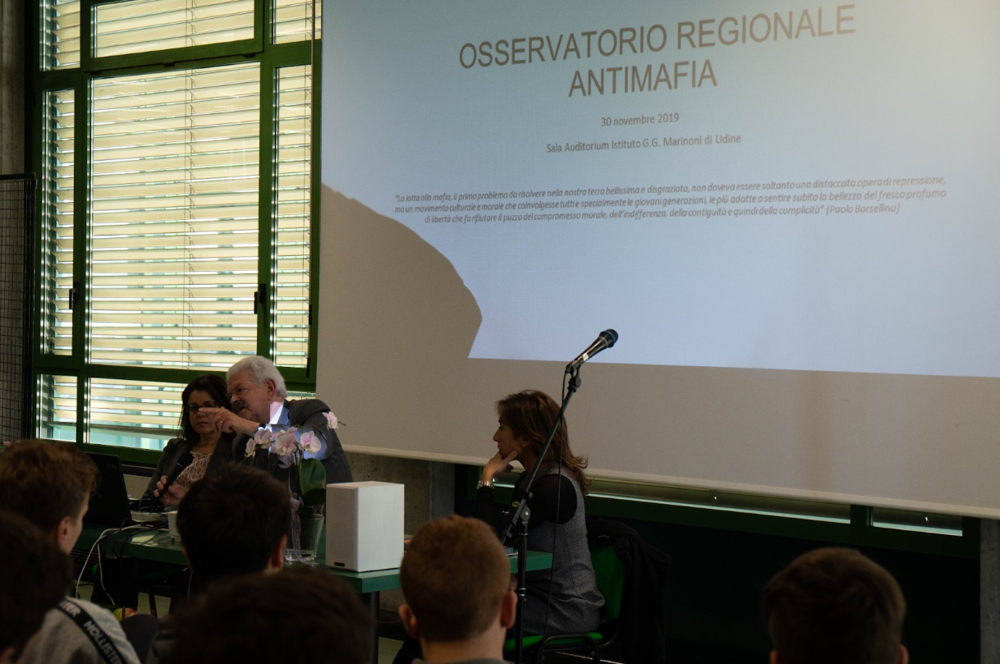 OSSERVATORIO REGIONALE
ANTIMAFIA
30 novembre 2019
Sala Auditorium Istituto G.G. Marinoni di Udine
"La lotta alla mafia, il primo problema da risolvere nella nostra terra bellissima e disgraziata, non doveva essere soltanto una distaccata opera di repressione,
ma un movimento culturale e morale che coinvolgesse tutti e specialmente le giovani generazioni, le più adatte a sentire subito la bellezza del fresco profumo
di libertà che fa rifiutare il puzzo del compromesso morale, dell'indifferenza, della contiguità e quindi della complicità" (Paolo Borsellino)
HOLLISTER